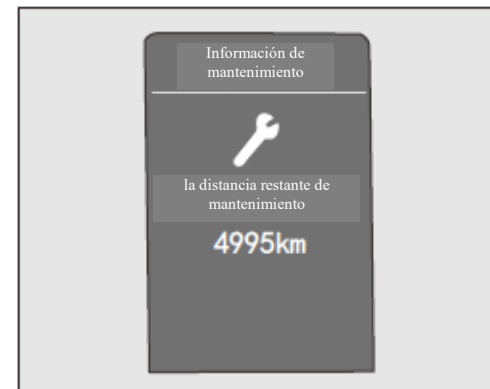 Información de
mantenimiento
la distancia restante de
mantenimiento
4995km